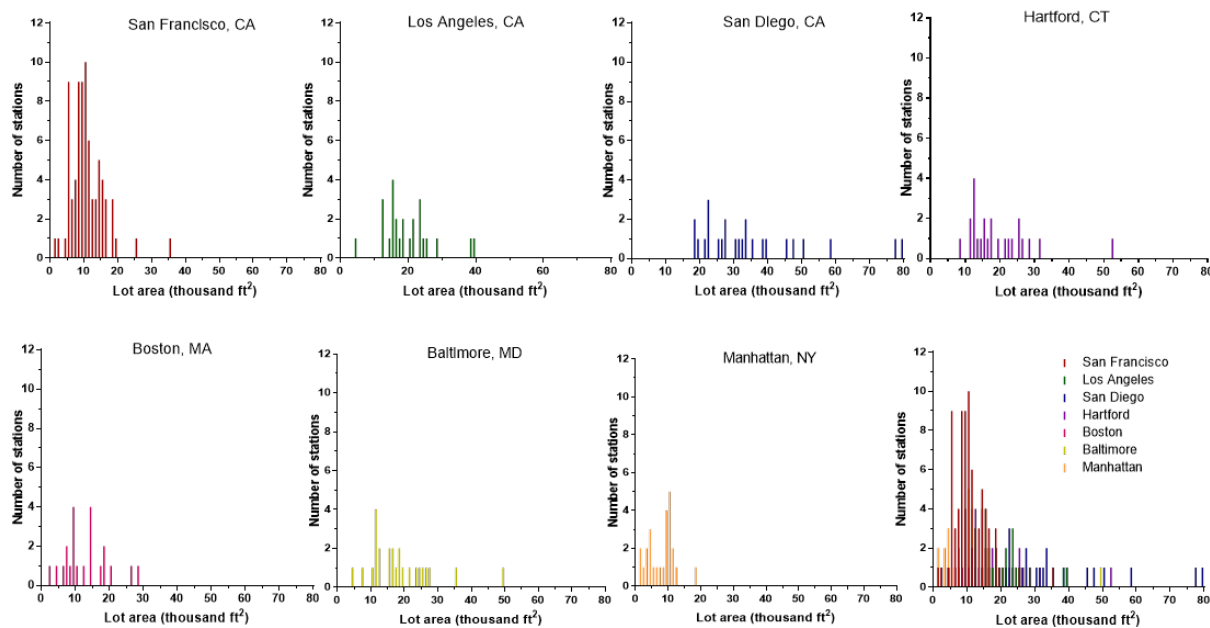 San Francisco, CA
Number of stations
12
10
8
6
4
2
0
0 10 20 30 40 50 60 70 80
Lot area (thousand ft²)
Los Angeles, CA
Number of stations
12
10
8
6
4
2
0
0 20 40 60 80
Lot area (thousand ft²)
San Diego, CA
Number of stations
12
10
8
6
4
2
0
0 10 20 30 40 50 60 70 80
Lot area (thousand ft²)
Hartford, CT
Number of stations
12
10
8
6
4
2
0
0 10 20 30 40 50 60 70 80
Lot area (thousand ft²)
Boston, MA
Number of stations
12
10
8
6
4
2
0
0 10 20 30 40 50 60 70 80
Lot area (thousand ft²)
Baltimore, MD
Number of stations
12
10
8
6
4
2
0
0 10 20 30 40 50 60 70 80
Lot area (thousand ft²)
Manhattan, NY
Number of stations
12
10
8
6
4
2
0
0 10 20 30 40 50 60 70 80
Lot area (thousand ft²)
Number of stations
12
10
8
6
4
2
0
0 10 20 30 40 50 60 70 80
Lot area (thousand ft²)
San Francisco
Los Angeles
San Diego
Hartford
Boston
Baltimore
Manhattan